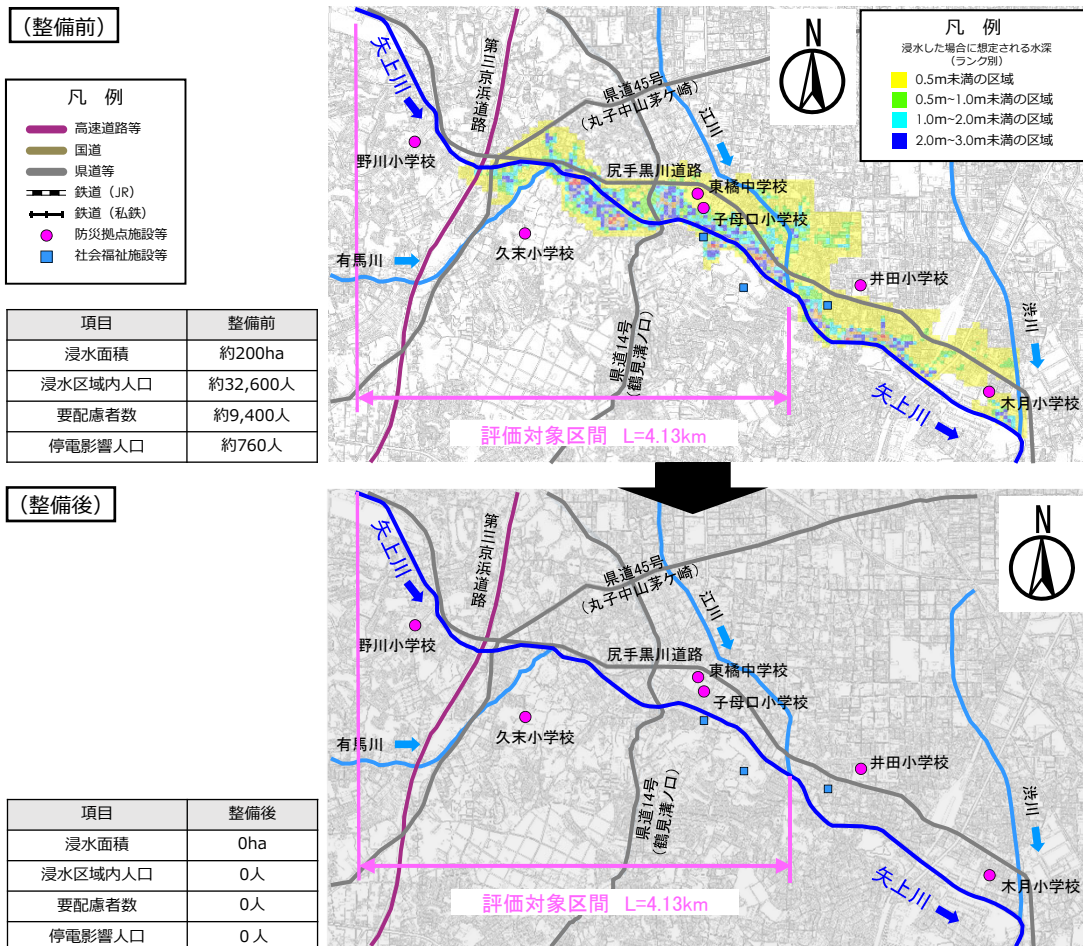 （整備前）
凡 例
高速道路等
国道
県道等
鉄道（JR）
鉄道（私鉄）
防災拠点施設等
社会福祉施設等
項目 整備前
浸水面積 約200ha
浸水区域内人口 約32,600人
要配慮者数 約9,400人
停電影響人口 約760人
矢上川
第三京浜道路
県道45号
（丸子中山茅ケ崎）
江川
N
凡 例
浸水した場合に想定される水深
（ランク別）
0.5m未満の区域
0.5m~1.0m未満の区域
1.0m~2.0m未満の区域
2.0m~3.0m未満の区域
野川小学校
尻手黒川道路
東橘中学校
子母口小学校
久末小学校
有馬川
井田小学校
渋川
県道14号
（鶴見溝ノ口）
矢上川
木月小学校
評価対象区間 L=4.13km
（整備後）
項目 整備後
浸水面積 0ha
浸水区域内人口 0人
要配慮者数 0人
停電影響人口 0人
矢上川
第三京浜道路
県道45号
（丸子中山茅ケ崎）
江川
N
野川小学校
尻手黒川道路
東橘中学校
子母口小学校
久末小学校
有馬川
井田小学校
渋川
県道14号
（鶴見溝ノ口）
矢上川
木月小学校
評価対象区間 L=4.13km